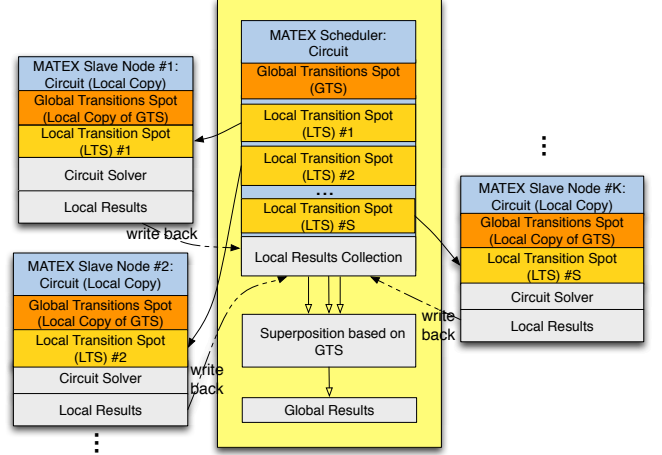 MATEX Slave Node #1:
Circuit (Local Copy)
Global Transitions Spot
(Local Copy of GTS)
Local Transition Spot
(LTS) #1
Circuit Solver
Local Results
write back
MATEX Slave Node #2:
Circuit (Local Copy)
Global Transitions Spot
(Local Copy of GTS)
Local Transition Spot
(LTS) #2
Circuit Solver
Local Results
write
back
MATEX Scheduler:
Circuit
Global Transitions Spot
(GTS)
Local Transition Spot
(LTS) #1
Local Transition Spot
(LTS) #2
...
Local Transition Spot
(LTS) #S
Local Results Collection
Superposition based on
GTS
Global Results
MATEX Slave Node #K:
Circuit (Local Copy)
Global Transitions Spot
(Local Copy of GTS)
Local Transition Spot
(LTS) #S
Circuit Solver
Local Results
write
back